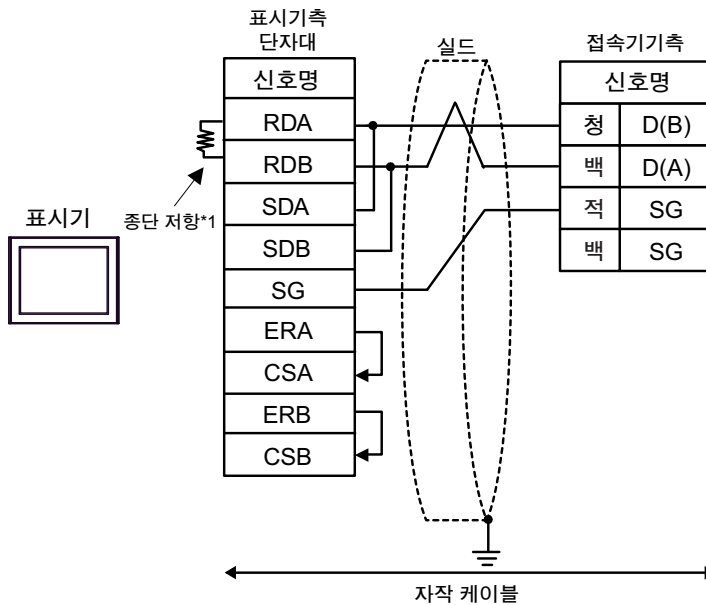 표시기측
단자대
신호명
RDA
RDB
SDA
SDB
SG
ERA
CSA
ERB
CSB
종단 저항*1
표시기
실드
접속기기측
신호명
청 D(B)
백 D(A)
적 SG
백 SG
자작 케이블